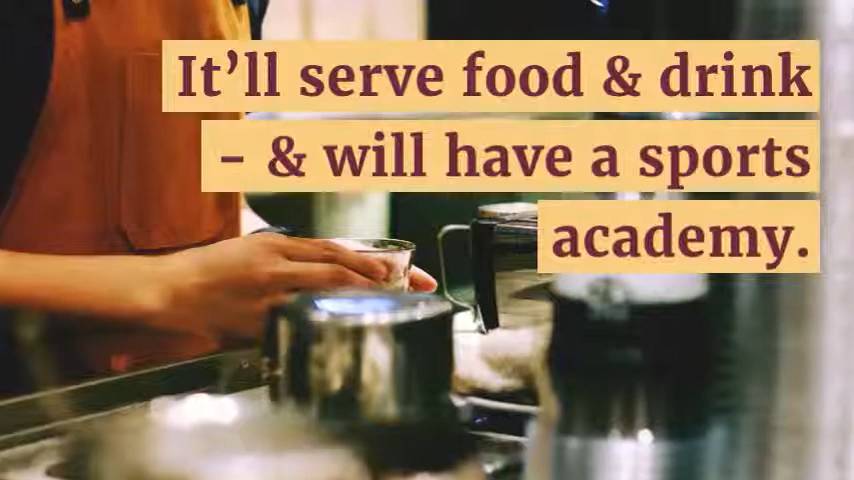 It’ll serve food & drink
- & will have a sports
academy.